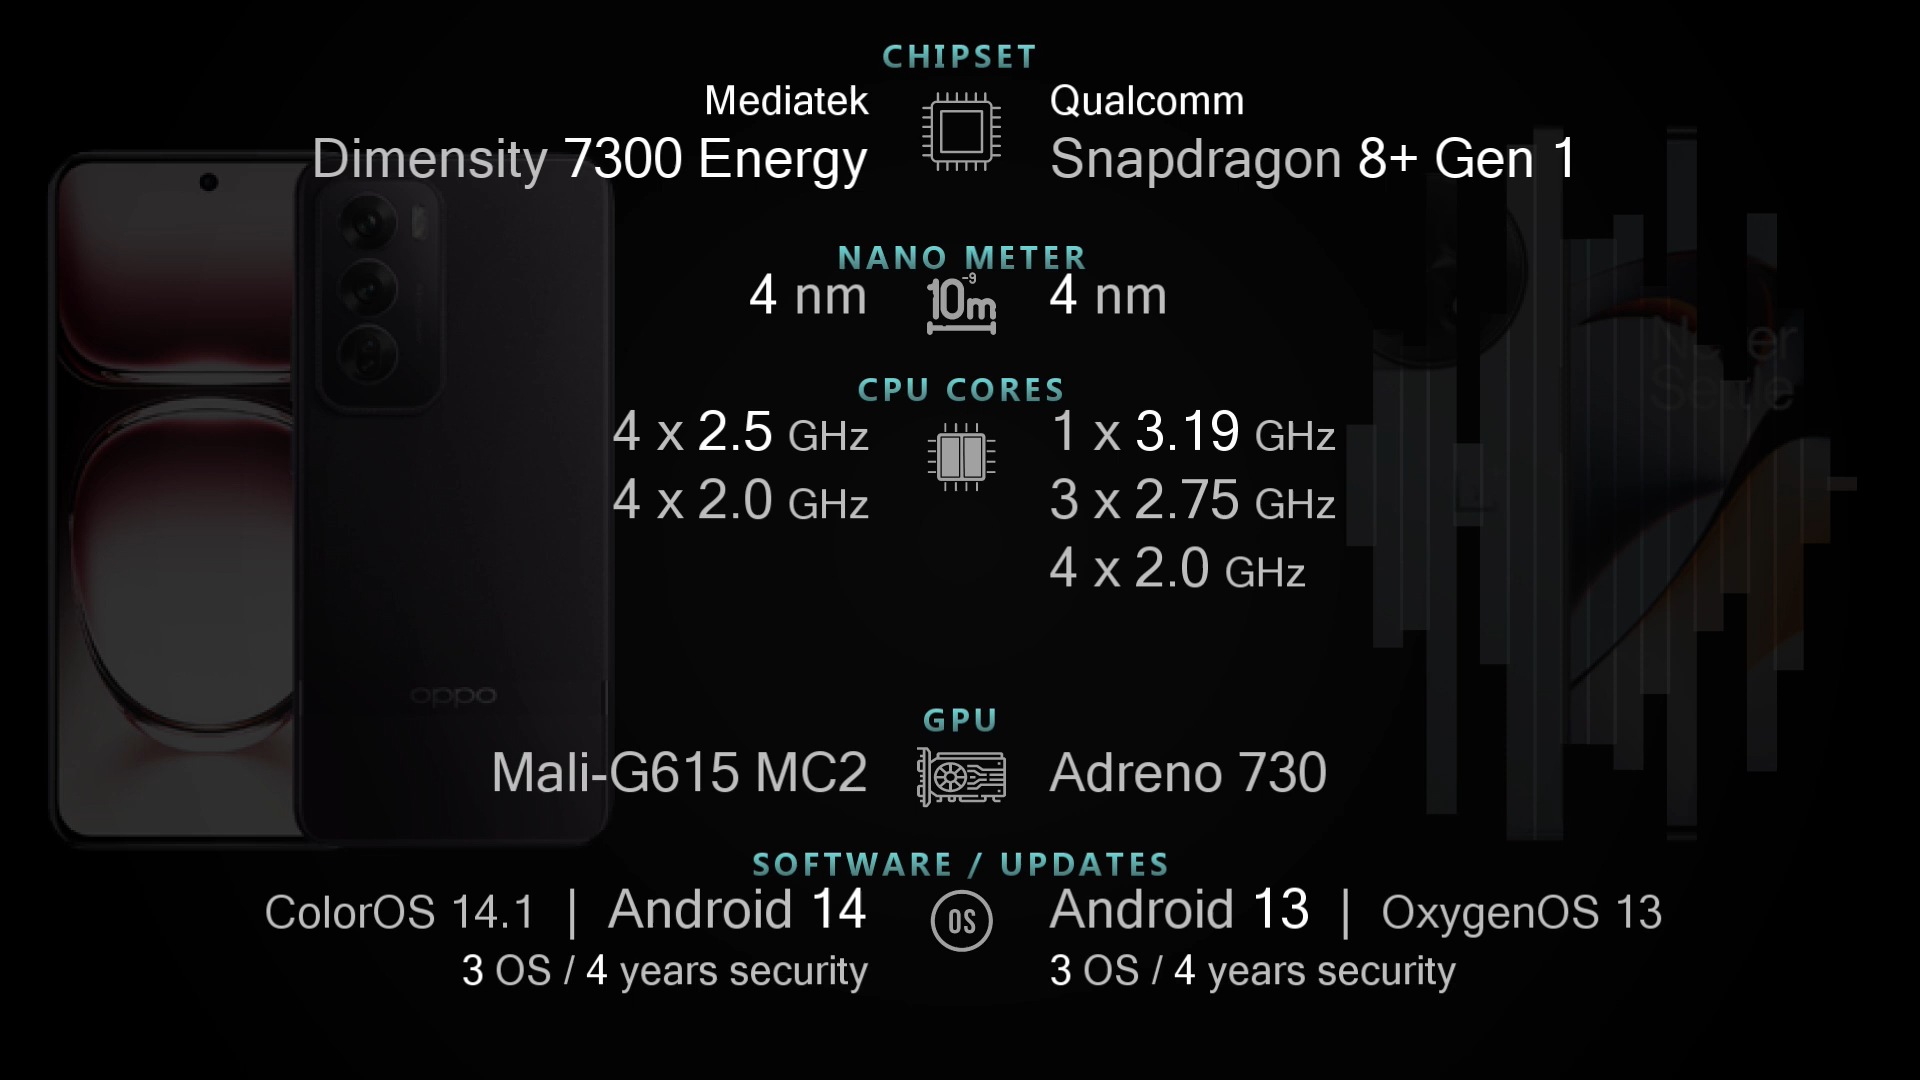 CHIPSET
Mediatek
Dimensity 7300 Energy
Qualcomm
Snapdragon 8+ Gen 1
NANO METER
4 nm
10⁻⁹m
4 nm
CPU CORES
4 x 2.5 GHz
4 x 2.0 GHz
1 x 3.19 GHz
3 x 2.75 GHz
4 x 2.0 GHz
GPU
Mali-G615 MC2
Adreno 730
SOFTWARE / UPDATES
ColorOS 14.1 | Android 14
3 OS / 4 years security
OS
Android 13 | OxygenOS 13
3 OS / 4 years security
oppo